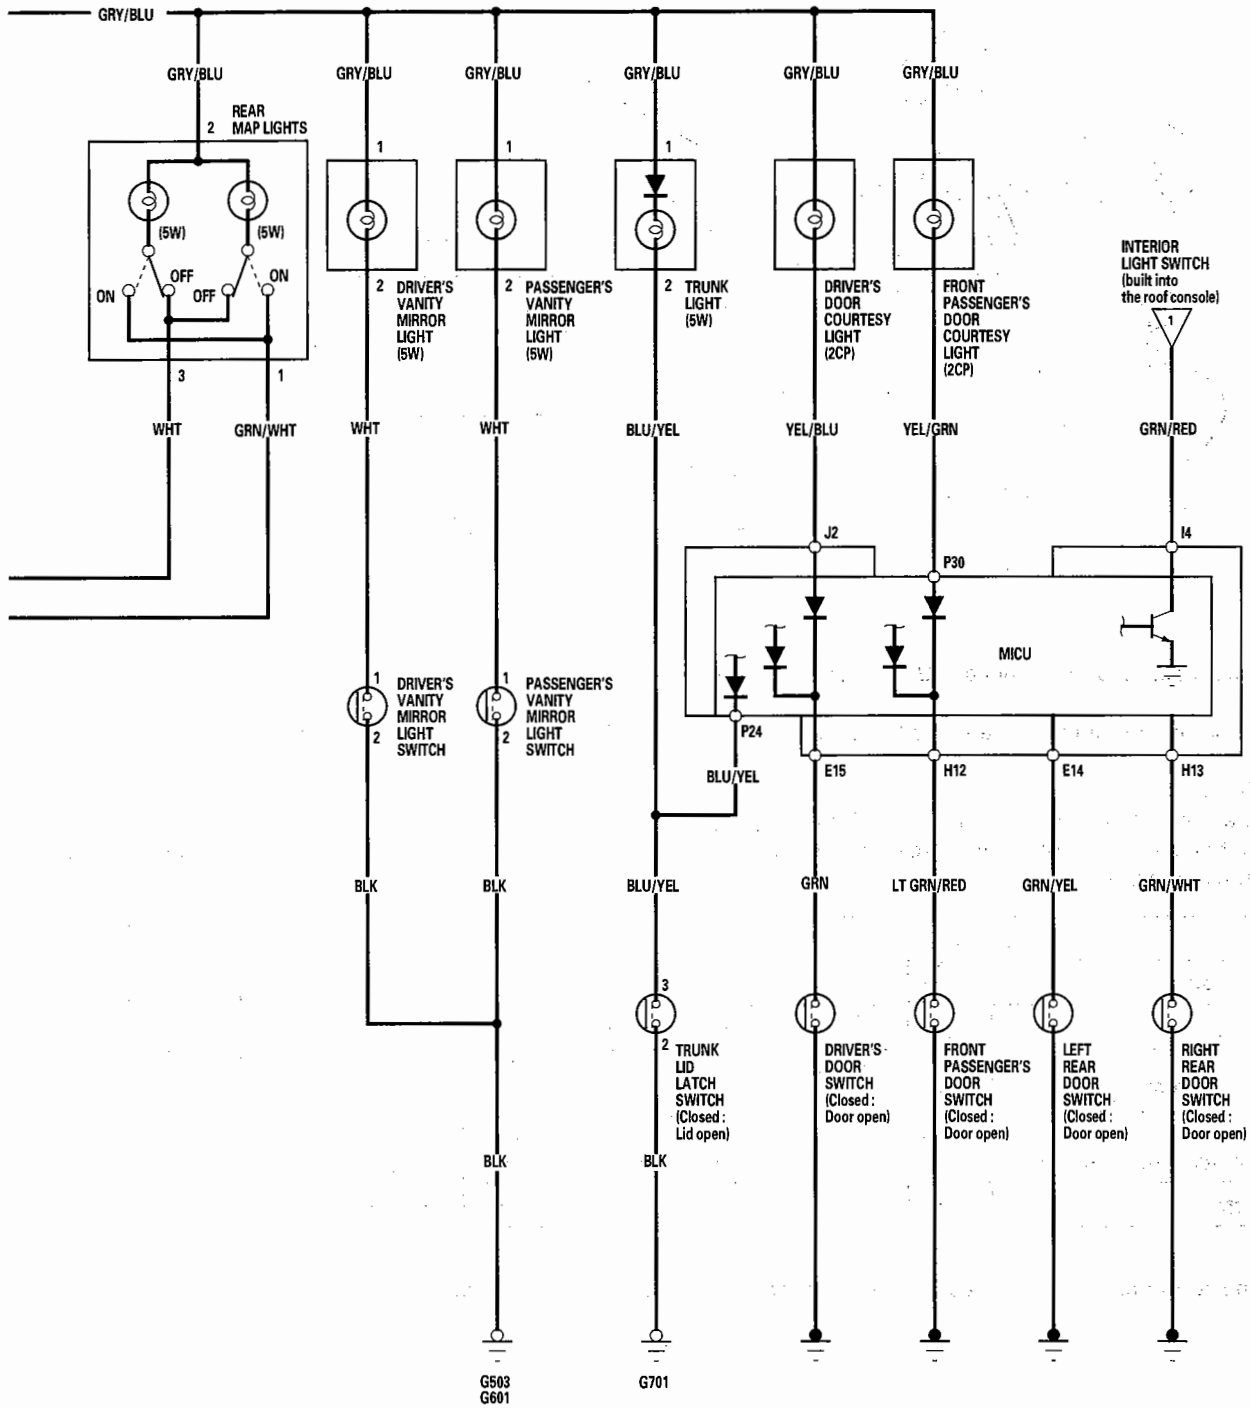 GRY/BLU
GRY/BLU
GRY/BLU
GRY/BLU
GRY/BLU
GRY/BLU
GRY/BLU
2
REAR
MAP LIGHTS
(5W)
(5W)
ON
OFF
OFF
ON
3
1
1
2
DRIVER'S
VANITY
MIRROR
LIGHT
(5W)
1
2
PASSENGER'S
VANITY
MIRROR
LIGHT
(5W)
1
2
TRUNK
LIGHT
(5W)
DRIVER'S
DOOR
COURTESY
LIGHT
(2CP)
FRONT
PASSENGER'S
DOOR
COURTESY
LIGHT
(2CP)
INTERIOR
LIGHT SWITCH
(built into
the roof console)
1
WHT
GRN/WHT
WHT
WHT
BLU/YEL
YEL/BLU
YEL/GRN
GRN/RED
J2
P30
I4
MICU
P24
E15
H12
E14
H13
BLU/YEL
1
2
DRIVER'S
VANITY
MIRROR
LIGHT
SWITCH
1
2
PASSENGER'S
VANITY
MIRROR
LIGHT
SWITCH
BLK
BLK
BLU/YEL
GRN
LT GRN/RED
GRN/YEL
GRN/WHT
3
2
TRUNK
LID
LATCH
SWITCH
(Closed :
Lid open)
DRIVER'S
DOOR
SWITCH
(Closed :
Door open)
FRONT
PASSENGER'S
DOOR
SWITCH
(Closed :
Door open)
LEFT
REAR
DOOR
SWITCH
(Closed :
Door open)
RIGHT
REAR
DOOR
SWITCH
(Closed :
Door open)
BLK
BLK
G503
G601
G701